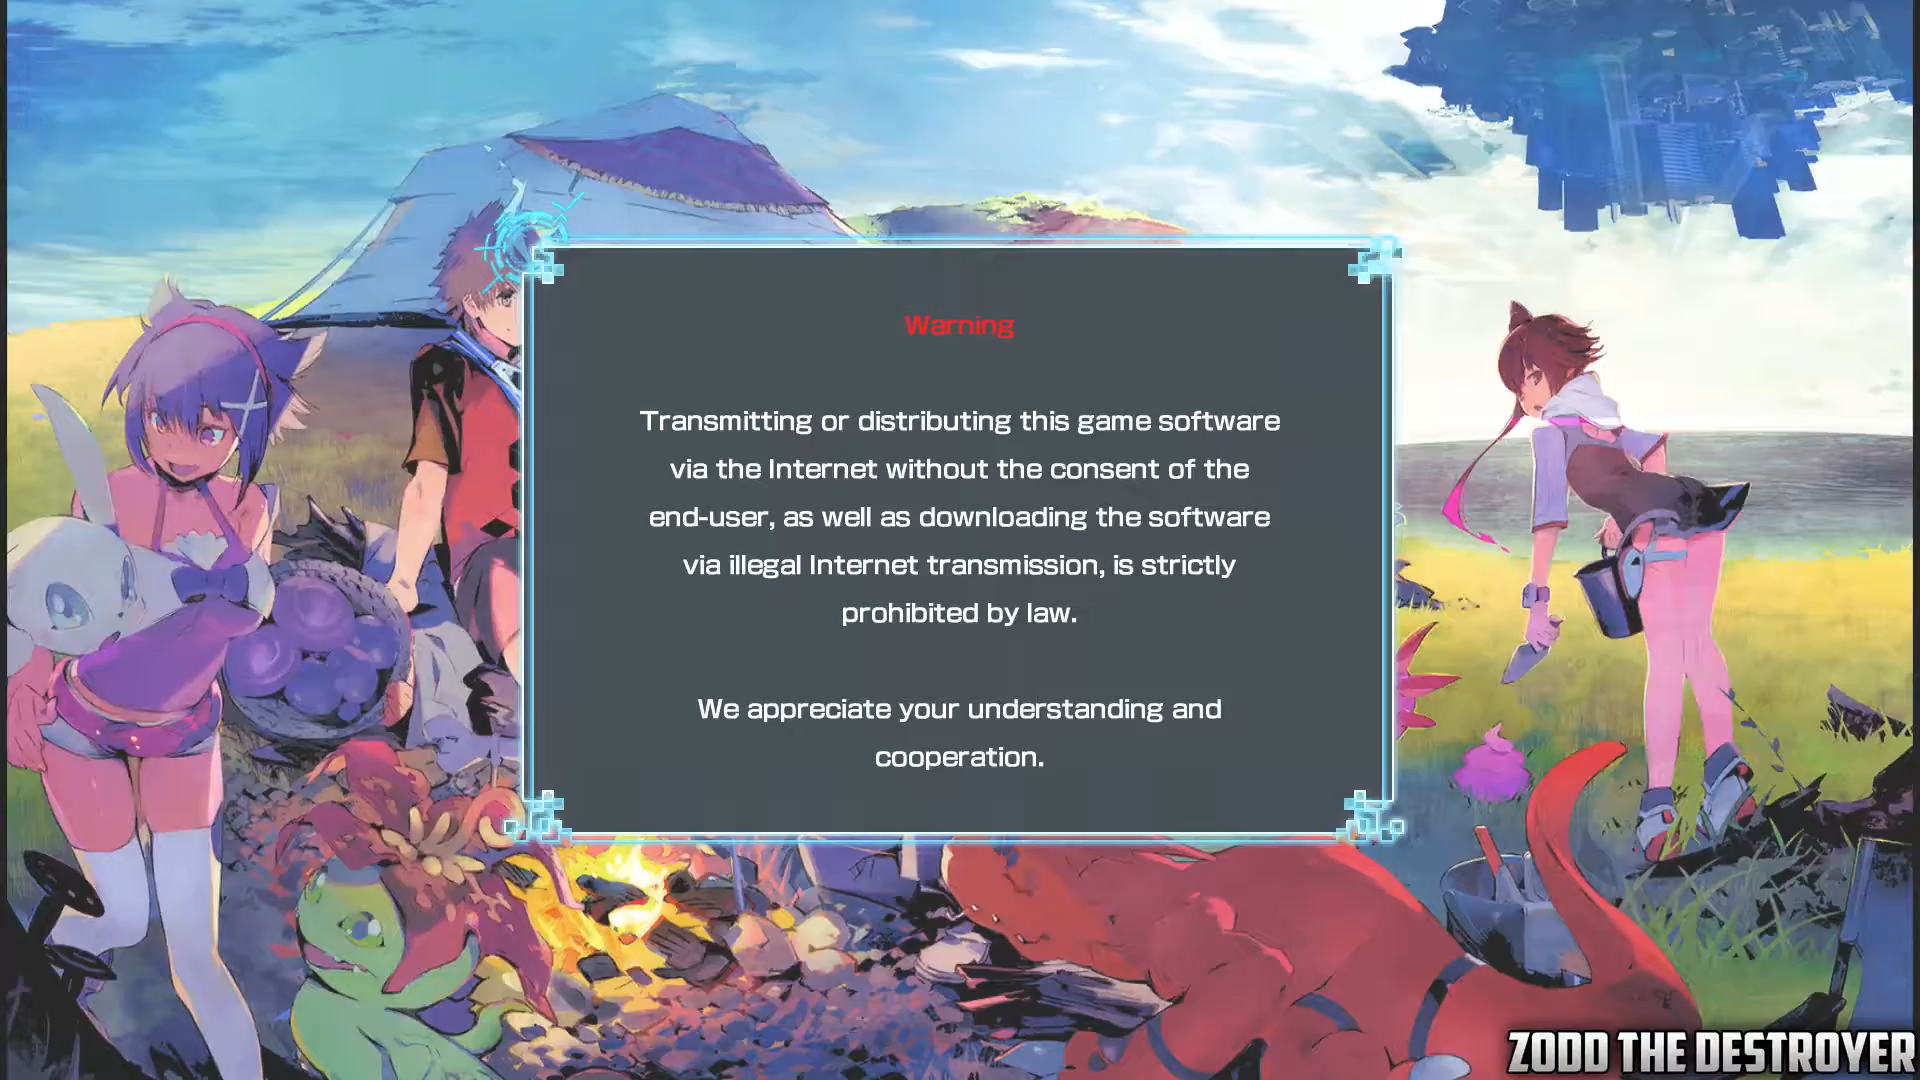 Warning
Transmitting or distributing this game software
via the Internet without the consent of the
end-user, as well as downloading the software
via illegal Internet transmission, is strictly
prohibited by law.
We appreciate your understanding and
cooperation.
ZODD THE DESTROYER